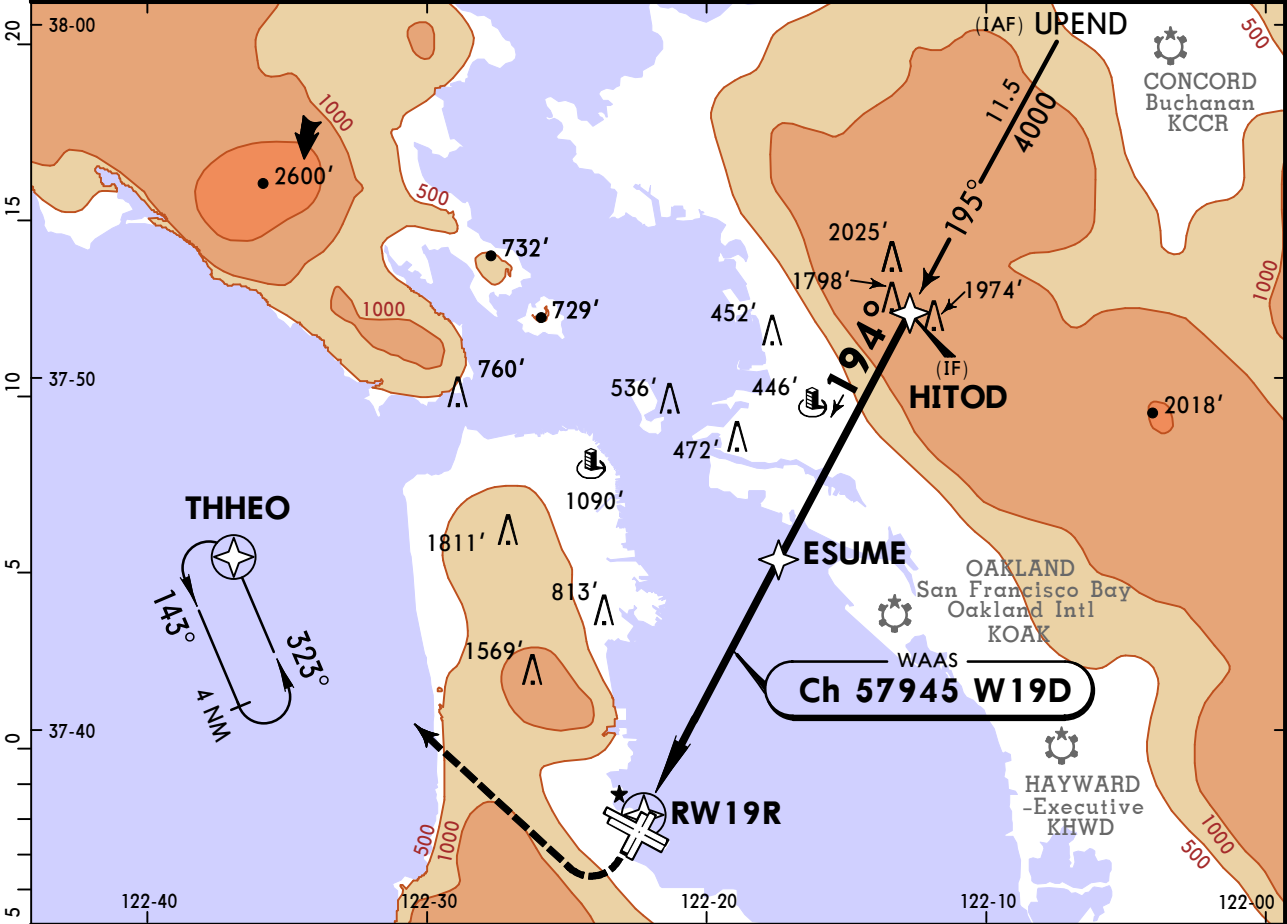 20
38-00
(IAF) UPEND
500
CONCORD
Buchanan
KCCR
11.5
4000
1000
2600'
500
195°
15
2025'
732'
1798'
1974'
1000
729'
1000
452'
194°
37-50
10
760'
536'
446'
(IF)
HITOD
2018'
472'
1090'
THHEO
1811'
ESUME
5
OAKLAND
San Francisco Bay
Oakland Intl
KOAK
143°
813'
323°
1569'
WAAS
Ch 57945 W19D
4 NM
0
37-40
HAYWARD
-Executive
KHWD
RW19R
500
1000
1000
500
5
122-40
122-30
122-20
122-10
122-00